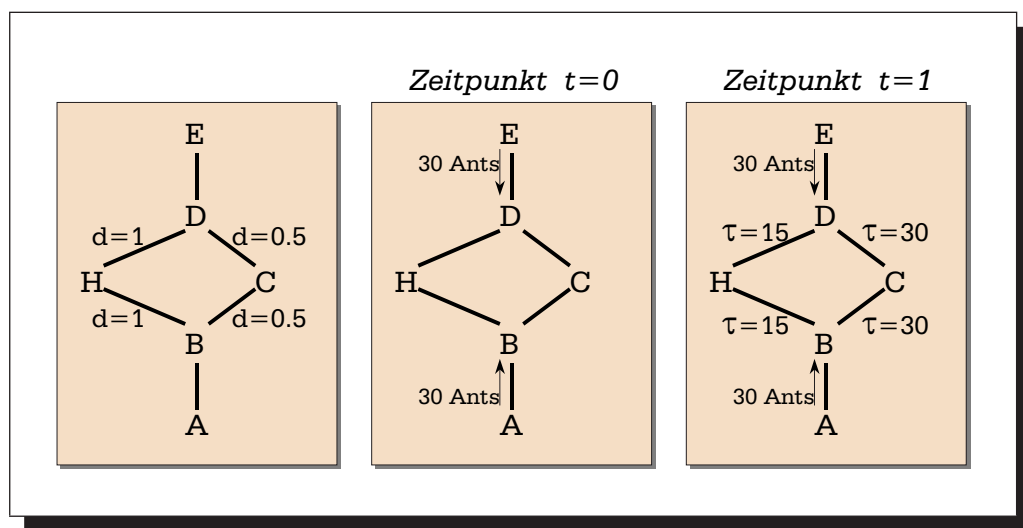 Zeitpunkt t=0
Zeitpunkt t=1
E
D
d=1
d=0.5
H
C
d=1
d=0.5
B
A
E
30 Ants
D
H
C
B
30 Ants
A
E
30 Ants
D
τ=15
τ=30
H
C
τ=15
τ=30
B
30 Ants
A